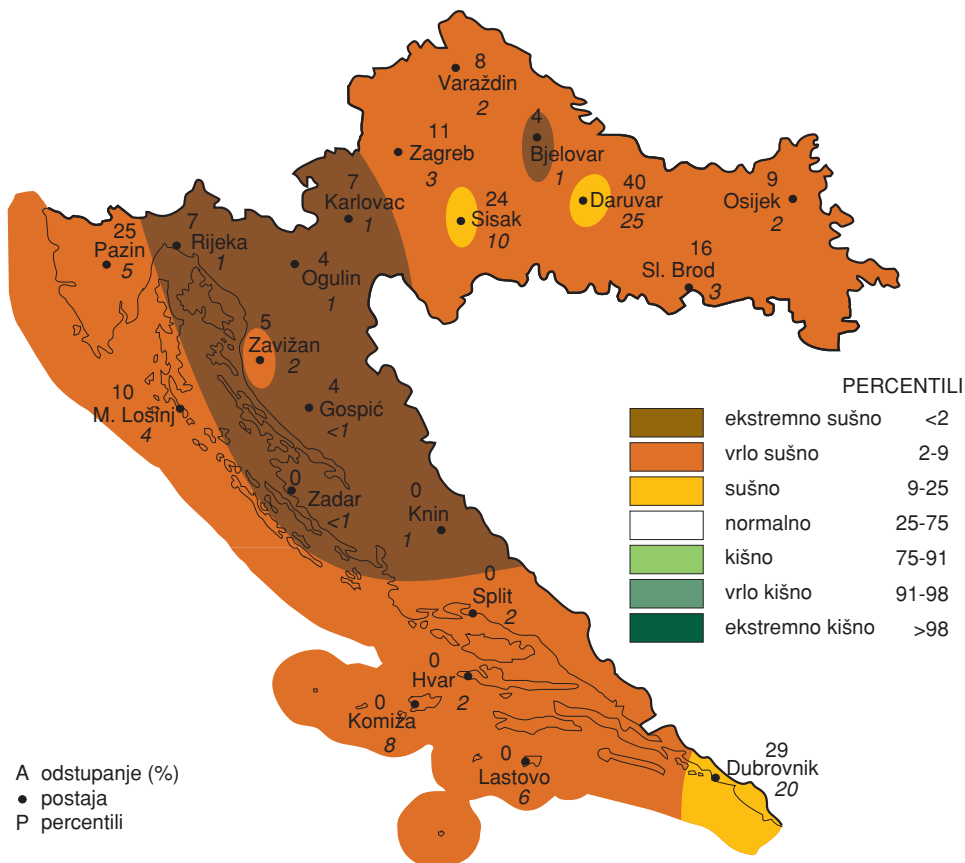 8
Varaždin
2
11
Zagreb
3
4
Bjelovar
1
7
Karlovac
1
24
Sisak
10
40
Daruvar
25
9
Osijek
2
16
Sl. Brod
3
25
Pazin
5
7
Rijeka
1
4
Ogulin
1
5
Zavižan
2
10
M. Lošinj
4
4
Gospić
<1
0
Zadar
<1
0
Knin
1
0
Split
2
0
Hvar
2
0
Komiža
8
0
Lastovo
6
29
Dubrovnik
20
PERCENTILI
ekstremno sušno <2
vrlo sušno 2-9
sušno 9-25
normalno 25-75
kišno 75-91
vrlo kišno 91-98
ekstremno kišno >98
A odstupanje (%)
postaja
P percentili